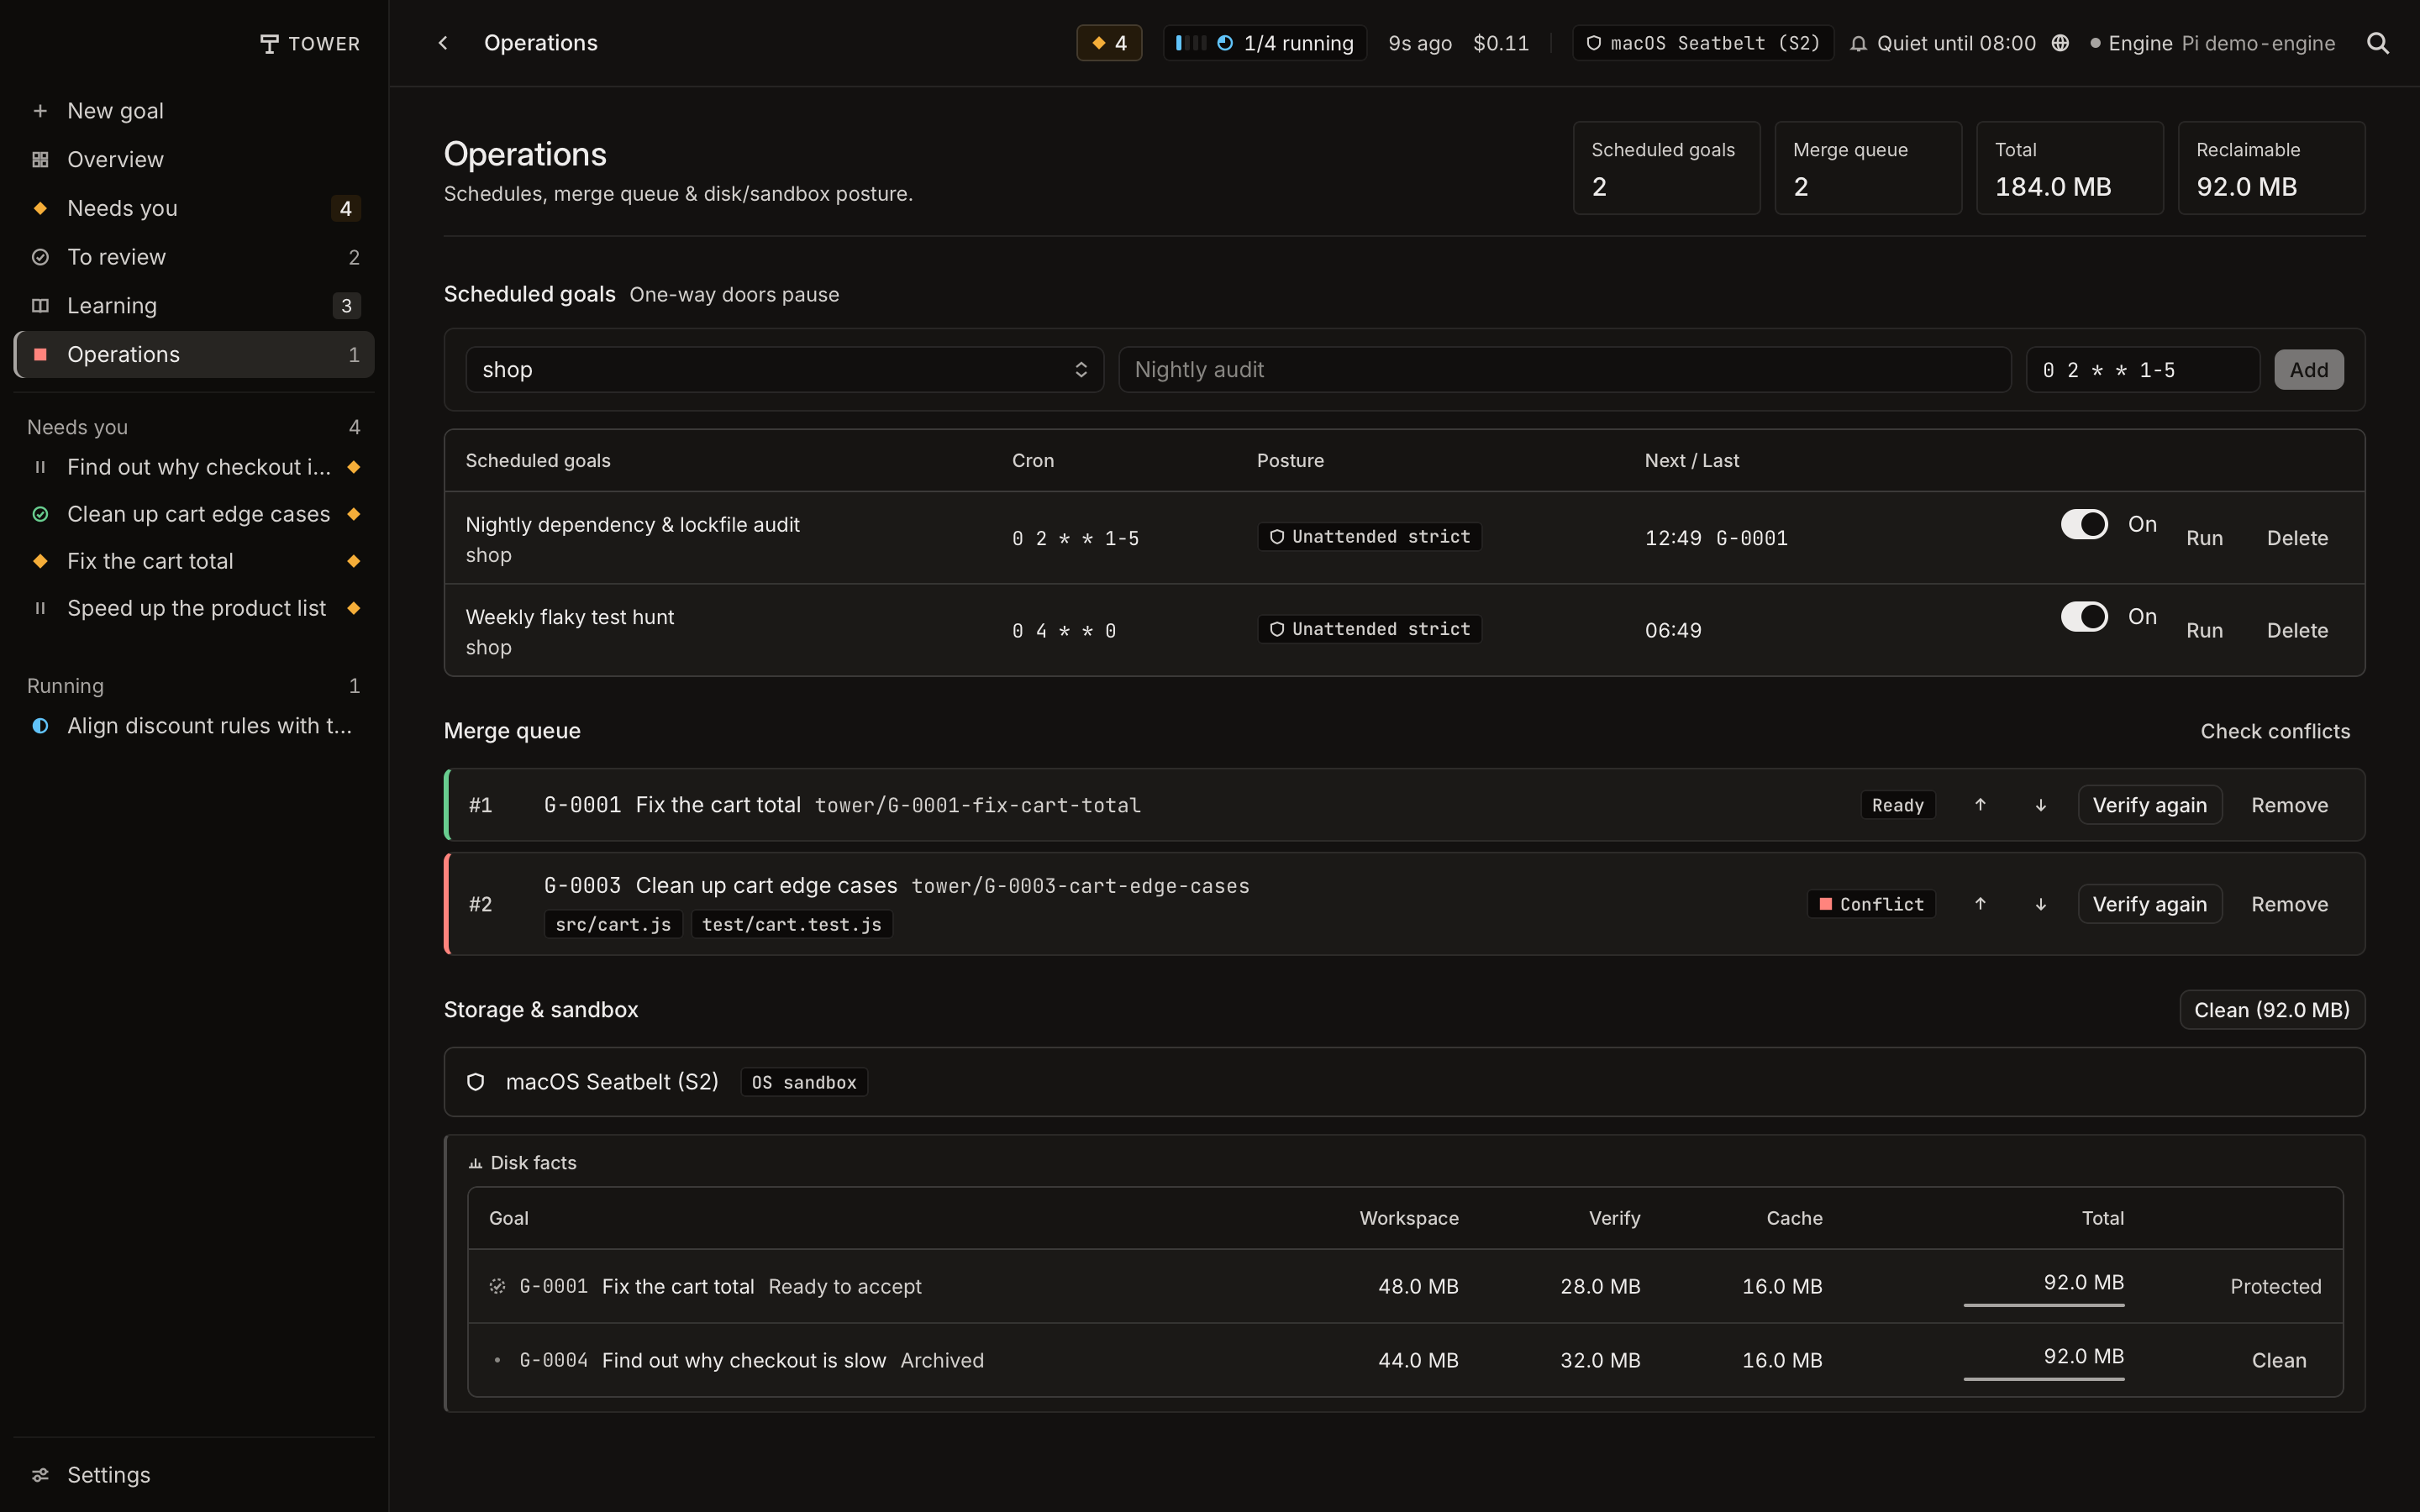 TOWER
New goal
Overview
Needs you 4
To review 2
Learning 3
Operations 1
Needs you 4
Find out why checkout i...
Clean up cart edge cases
Fix the cart total
Speed up the product list
Running 1
Align discount rules with t...
Settings
Operations 4 1/4 running 9s ago $0.11 macOS Seatbelt (S2) Quiet until 08:00 Engine Pi demo-engine
Operations
Schedules, merge queue & disk/sandbox posture.
Scheduled goals
2
Merge queue
2
Total
184.0 MB
Reclaimable
92.0 MB
Scheduled goals One-way doors pause
shop Nightly audit 0 2 * * 1-5 Add
Scheduled goals Cron Posture Next / Last
Nightly dependency & lockfile audit
shop
0 2 * * 1-5 Unattended strict 12:49 G-0001 On Run Delete
Weekly flaky test hunt
shop
0 4 * * 0 Unattended strict 06:49 On Run Delete
Merge queue Check conflicts
#1 G-0001 Fix the cart total tower/G-0001-fix-cart-total Ready ↑ ↓ Verify again Remove
#2 G-0003 Clean up cart edge cases tower/G-0003-cart-edge-cases
src/cart.js test/cart.test.js
Conflict ↑ ↓ Verify again Remove
Storage & sandbox Clean (92.0 MB)
macOS Seatbelt (S2) OS sandbox
Disk facts
Goal Workspace Verify Cache Total
G-0001 Fix the cart total Ready to accept 48.0 MB 28.0 MB 16.0 MB 92.0 MB Protected
G-0004 Find out why checkout is slow Archived 44.0 MB 32.0 MB 16.0 MB 92.0 MB Clean